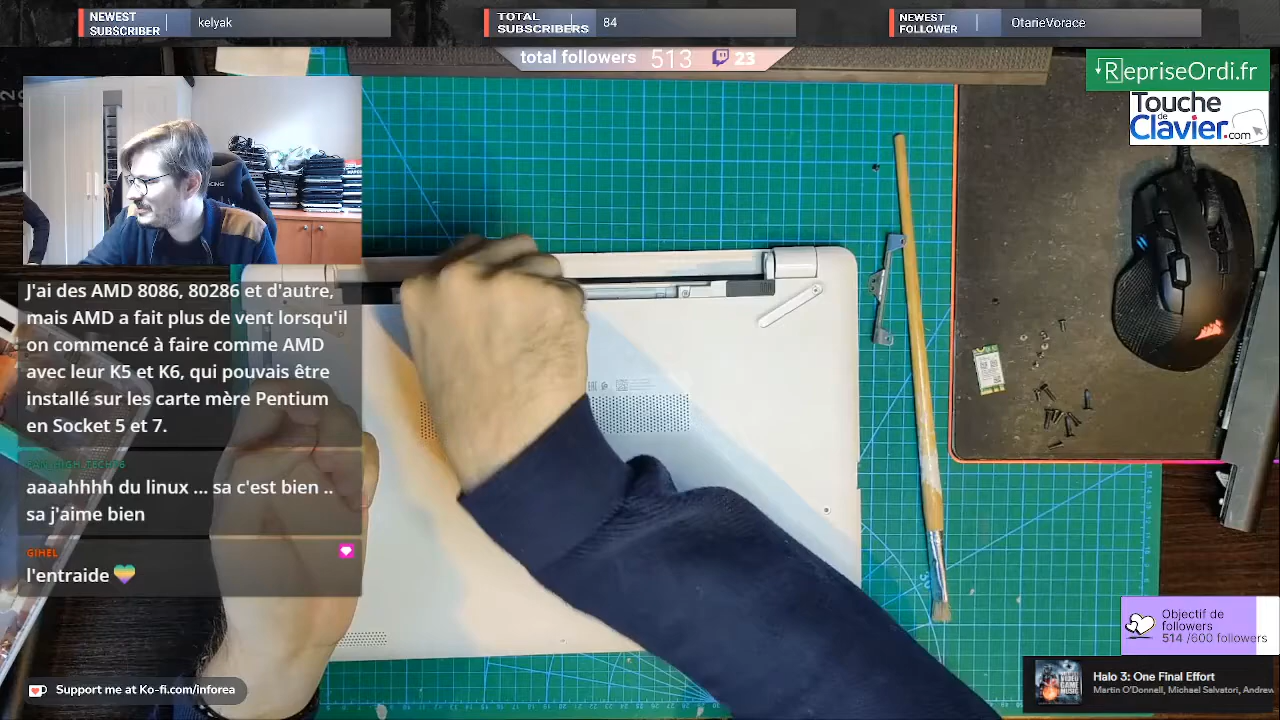 NEWEST
SUBSCRIBER
kelyak
TOTAL
SUBSCRIBERS
84
NEWEST
FOLLOWER
OtarieVorace
total followers 513 23
RepriseOrdi.fr
Touche
de
Clavier.com
J'ai des AMD 8086, 80286 et d'autre,
mais AMD a fait plus de vent lorsqu'il
on commencé à faire comme AMD
avec leur K5 et K6, qui pouvais être
installé sur les carte mère Pentium
en Socket 5 et 7.
aaaahhhh du linux ... sa c'est bien ..
sa j'aime bien
GIHEL
l'entraide
Support me at Ko-fi.com/inforea
Objectif de
followers
514 /600 followers
Halo 3: One Final Effort
Martin O'Donnell, Michael Salvatori, Andrew